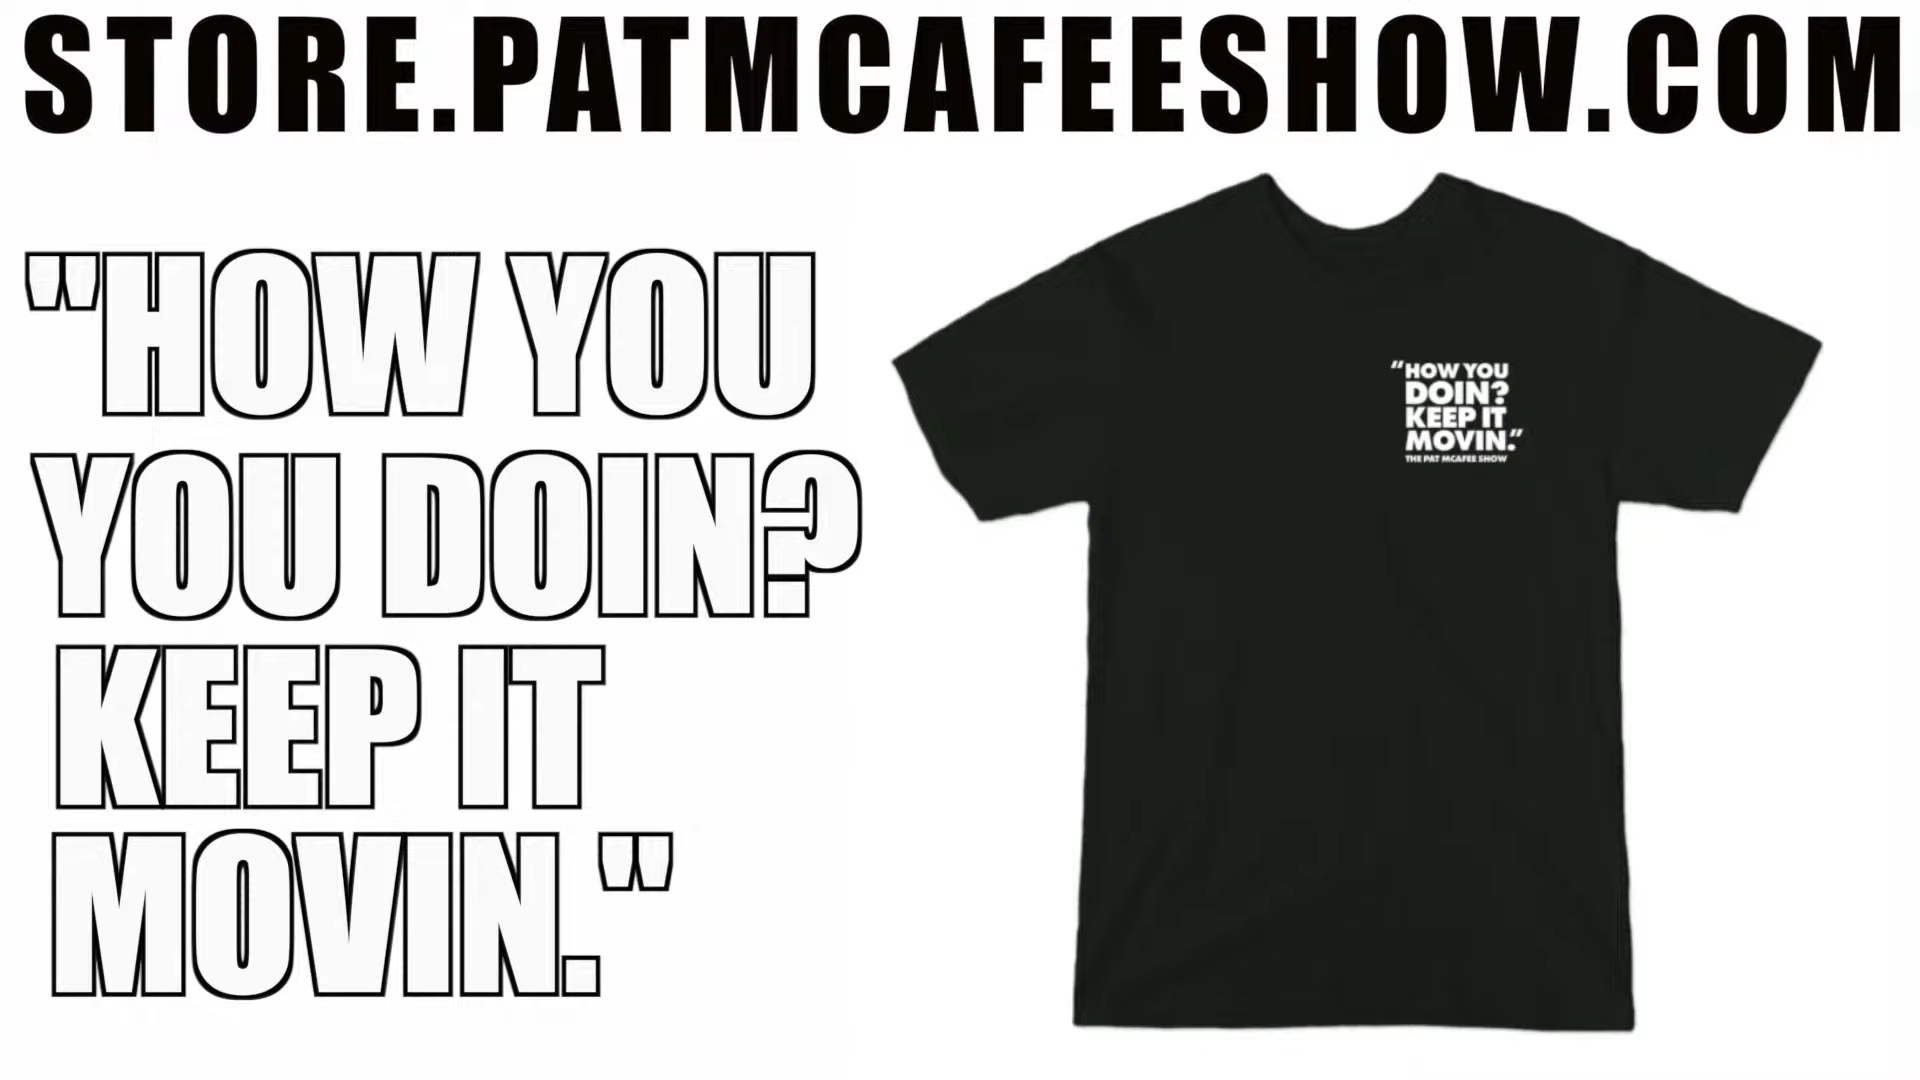 STORE.PATMCAFEESHOW.COM
"HOW YOU
YOU DOIN?
KEEP IT
MOVIN."
“HOW YOU
DOIN?
KEEP IT
MOVIN.”
THE PAT MCAFEE SHOW